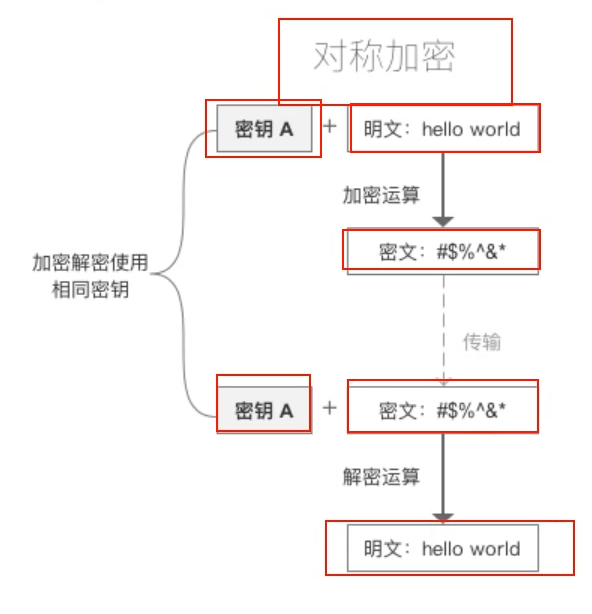 对称加密
密钥 A + 明文：hello world
加密运算
密文：#$%^&*
加密解密使用
相同密钥
传输
密钥 A + 密文：#$%^&*
解密运算
明文：hello world